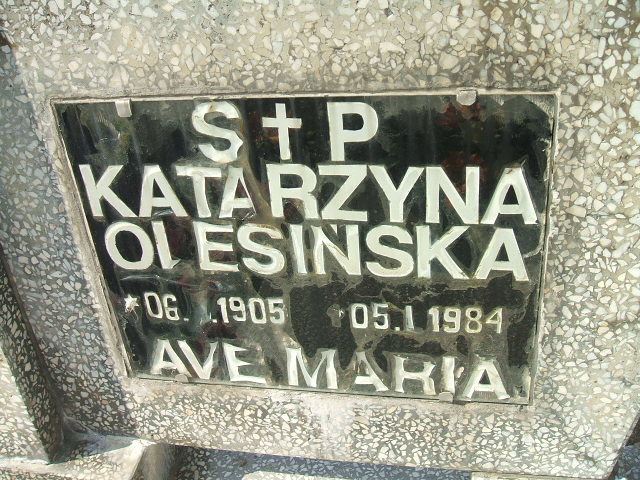 S † P
KATARZYNA
OLESIŃSKA
*06. .1905 05.I 1984
AVE MARIA